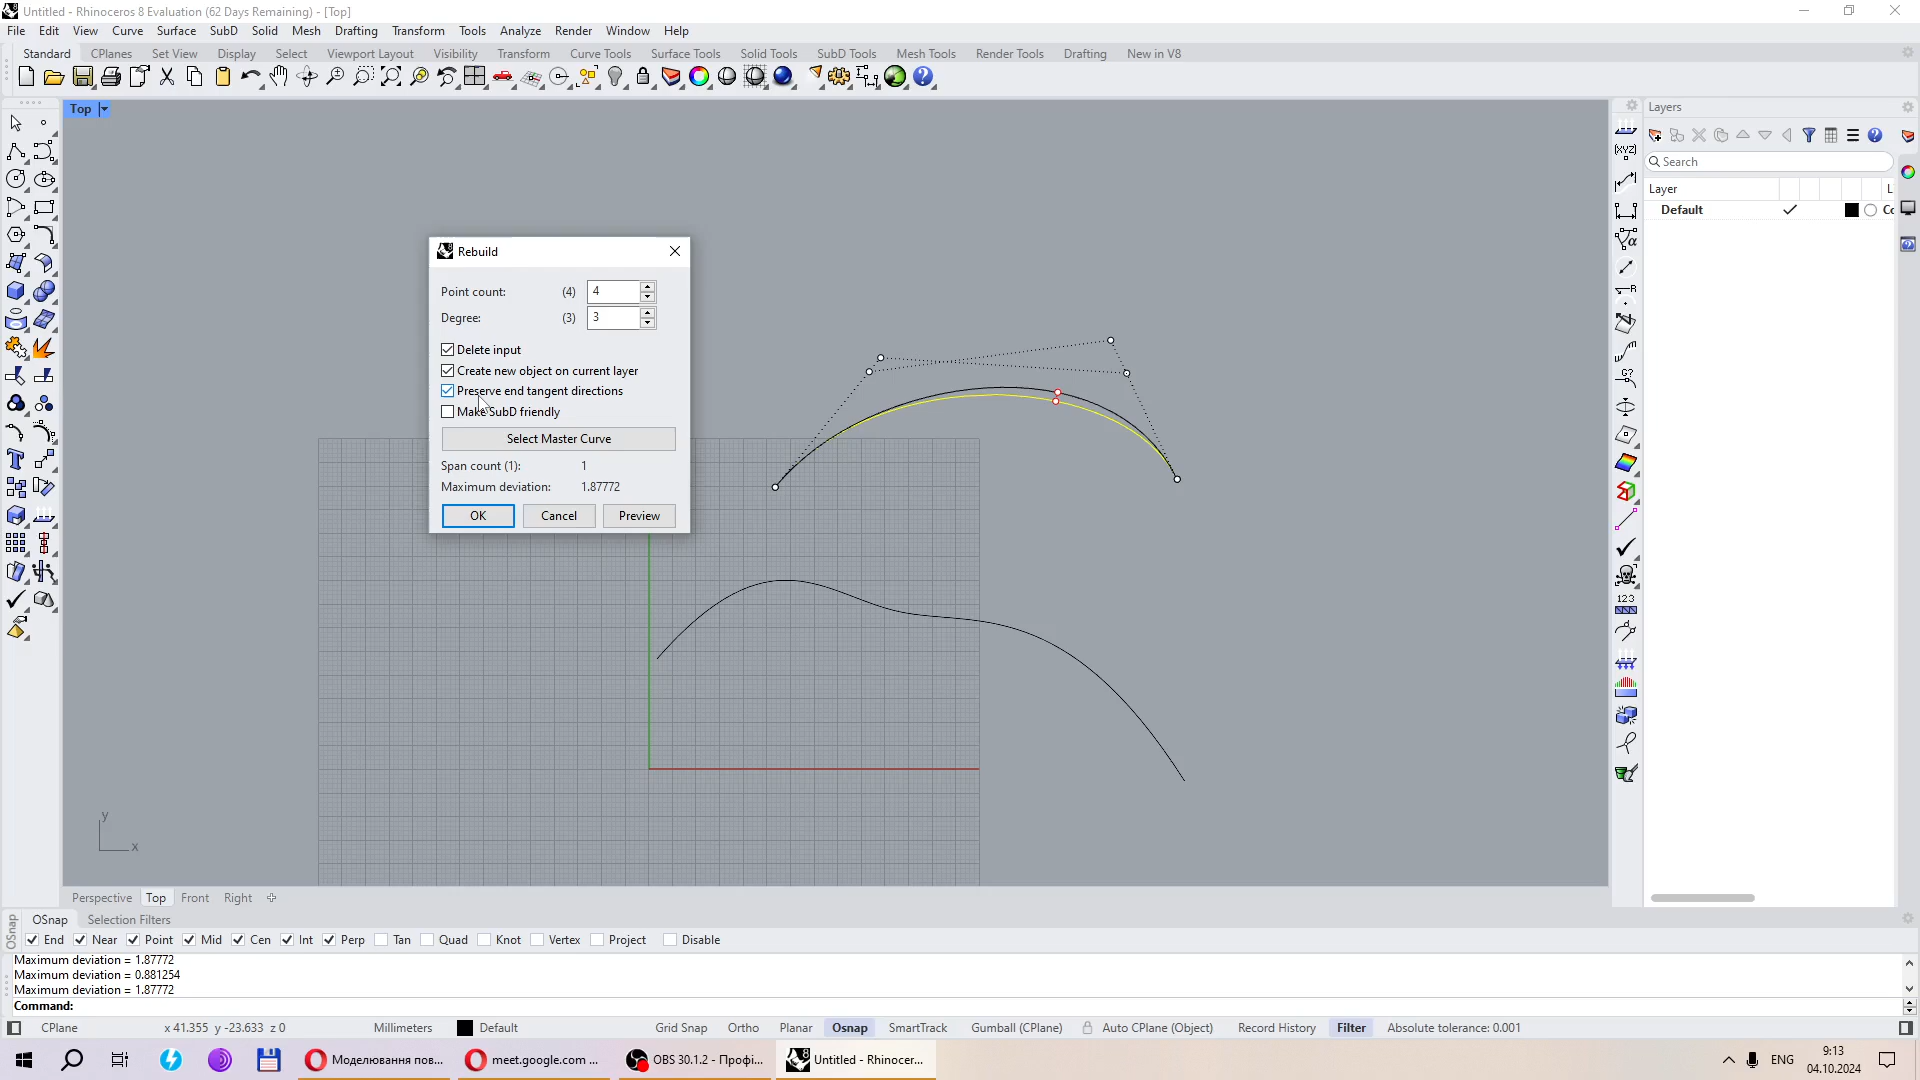 Untitled - Rhinoceros 8 Evaluation (62 Days Remaining) - [Top]
File Edit View Curve Surface SubD Solid Mesh Drafting Transform Tools Analyze Render Window Help
Standard CPlanes Set View Display Select Viewport Layout Visibility Transform Curve Tools Surface Tools Solid Tools SubD Tools Mesh Tools Render Tools Drafting New in V8
Top
Layers
Search
Layer L
Default Co
Rebuild
Point count: (4) 4
Degree: (3) 3
Delete input
Create new object on current layer
Preserve end tangent directions
Make SubD friendly
Select Master Curve
Span count (1): 1
Maximum deviation: 1.87772
OK Cancel Preview
y
x
Perspective Top Front Right
OSnap
OSnap Selection Filters
End Near Point Mid Cen Int Perp Tan Quad Knot Vertex Project Disable
Maximum deviation = 1.87772
Maximum deviation = 0.881254
Maximum deviation = 1.87772
Command:
CPlane x 41.355 y -23.633 z 0 Millimeters Default Grid Snap Ortho Planar Osnap SmartTrack Gumball (CPlane) Auto CPlane (Object) Record History Filter Absolute tolerance: 0.001
Моделювання пов... meet.google.com ... OBS 30.1.2 - Профі... Untitled - Rhinocer... ENG 9:13
04.10.2024